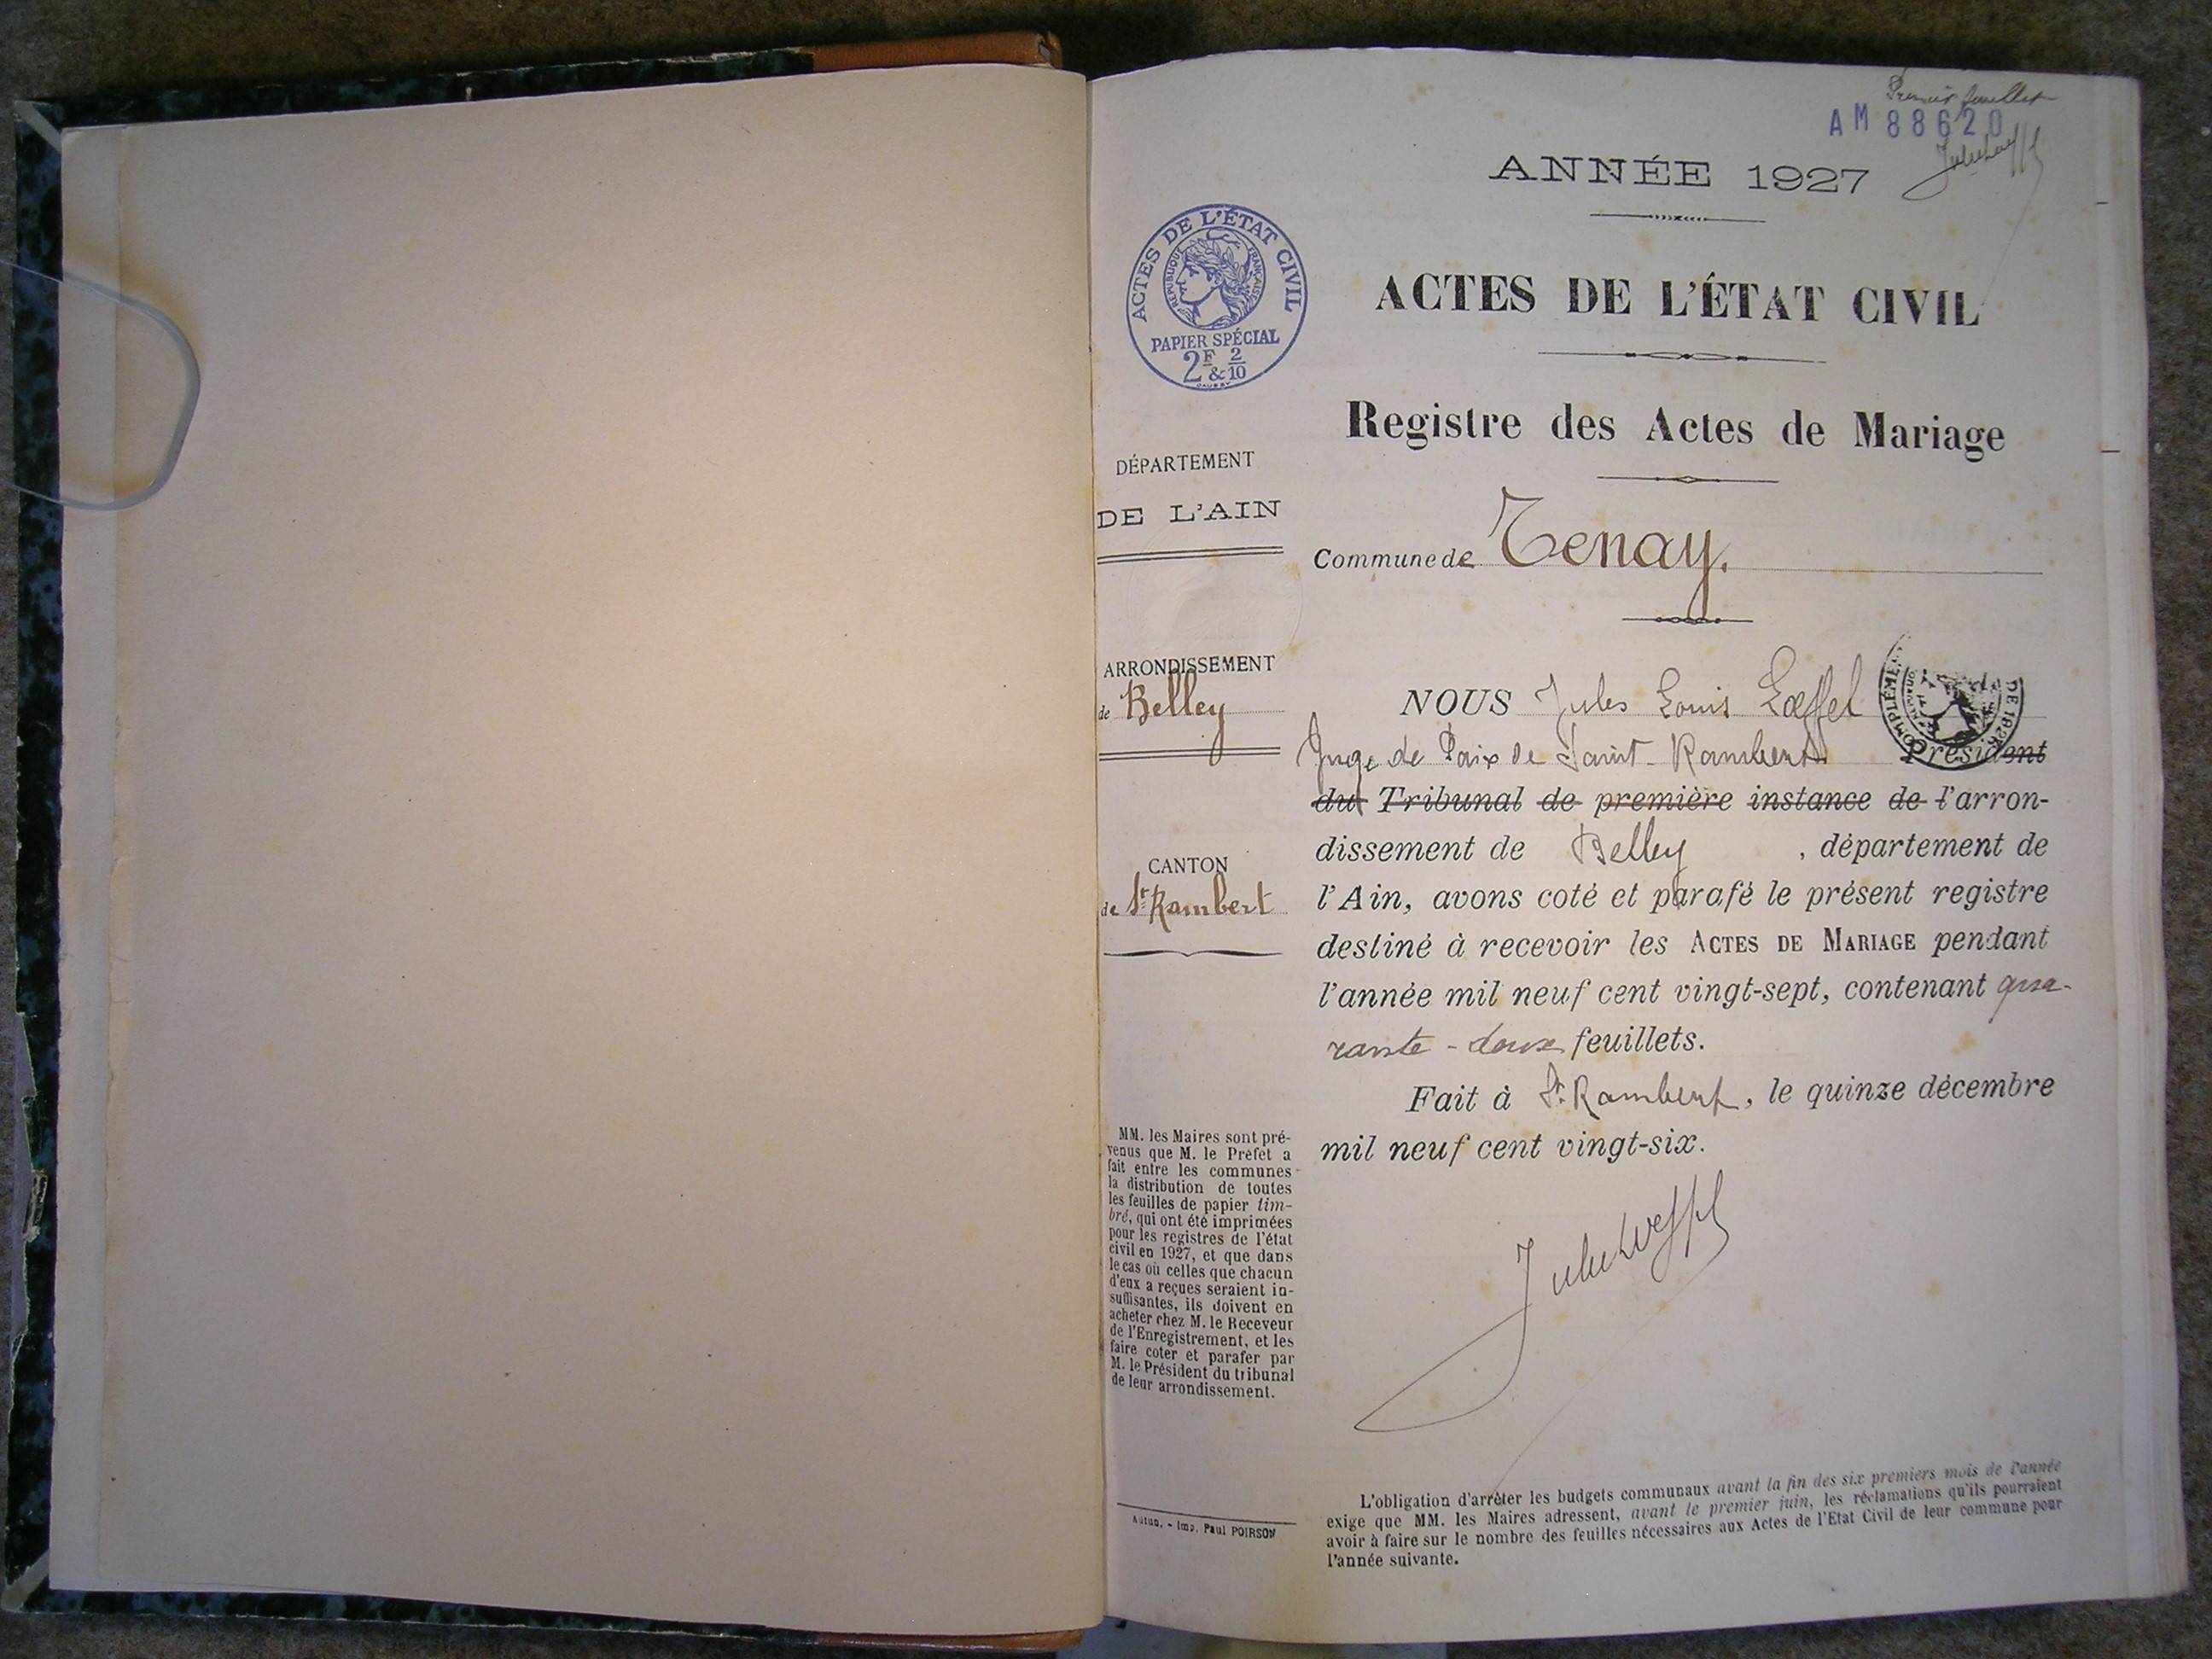 Premier feuillet
AM 88620
ANNÉE 1927
ACTES DE L'ÉTAT CIVIL
RÉPUBLIQUE FRANÇAISE
PAPIER SPÉCIAL
2F & 2/10
ACTES DE L'ÉTAT CIVIL
Registre des Actes de Mariage
DÉPARTEMENT
DE L'AIN
Commune de Tenay.
ARRONDISSEMENT
de Belley
CANTON
de St Rambert
NOUS Jules Louis Lœffel
COMPLÉMENT DE 192
Juge de Paix de Saint-Rambert Président
du Tribunal de première instance de l'arron-
dissement de Belley, département de
l'Ain, avons coté et parafé le présent registre
destiné à recevoir les ACTES DE MARIAGE pendant
l'année mil neuf cent vingt-sept, contenant qua-
rante-deux feuillets.
Fait à St Rambert, le quinze décembre
mil neuf cent vingt-six.
MM. les Maires sont pré-
venus que M. le Préfet a
fait entre les communes
la distribution de toutes
les feuilles de papier tim-
bré, qui ont été imprimées
pour les registres de l'état
civil en 1927, et que dans
le cas où celles que chacun
d'eux a reçues seraient in-
suffisantes, ils doivent en
acheter chez M. le Receveur
de l'Enregistrement, et les
faire coter et parafer par
M. le Président du tribunal
de leur arrondissement.
Autun. - Imp. Paul POIRSON
L'obligation d'arrêter les budgets communaux avant la fin des six premiers mois de l'année
exige que MM. les Maires adressent, avant le premier juin, les réclamations qu'ils pourraient
avoir à faire sur le nombre des feuilles nécessaires aux Actes de l'Etat Civil de leur commune pour
l'année suivante.